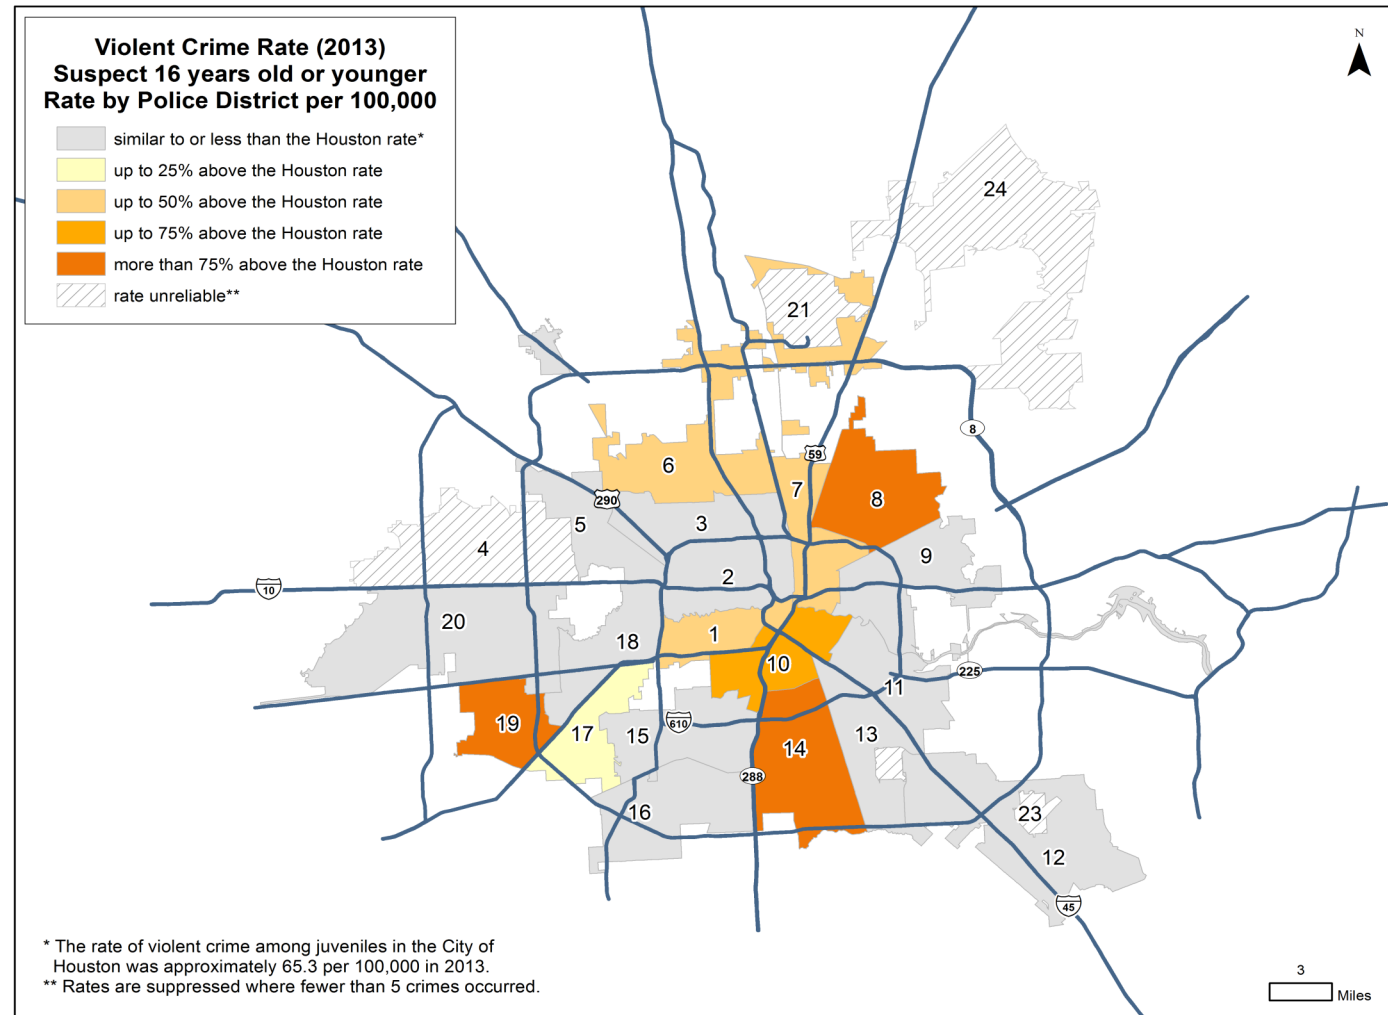 Violent Crime Rate (2013)
Suspect 16 years old or younger
Rate by Police District per 100,000
similar to or less than the Houston rate*
up to 25% above the Houston rate
up to 50% above the Houston rate
up to 75% above the Houston rate
more than 75% above the Houston rate
rate unreliable**
N
24
21
8
59
6
7
8
290
5
3
4
9
2
10
20
18
1
10
225
11
19
17
15
610
13
14
288
16
23
12
45
* The rate of violent crime among juveniles in the City of
Houston was approximately 65.3 per 100,000 in 2013.
** Rates are suppressed where fewer than 5 crimes occurred.
3
Miles